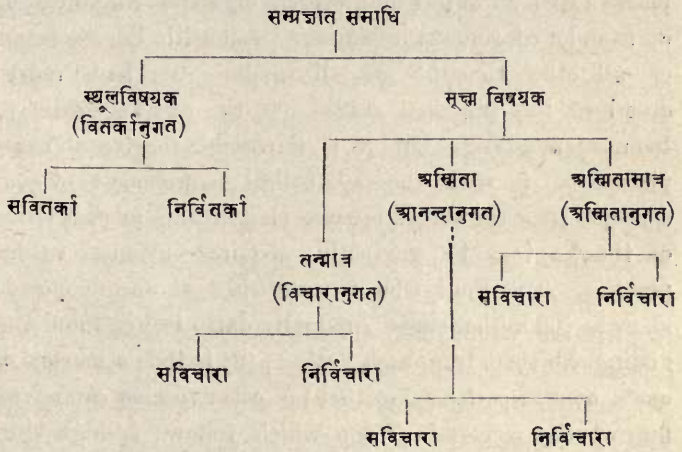 सम्प्रज्ञात समाधि
स्थूलविषयक
(वितर्कानुगत)
सूक्ष्म विषयक
सवितर्का
निर्वितर्का
अस्मिता
(आनन्दानुगत)
अस्मितामात्र
(अस्मितानुगत)
तन्मात्र
(विचारानुगत)
सविचारा
निर्विचारा
सविचारा
निर्विचारा
सविचारा
निर्विचारा